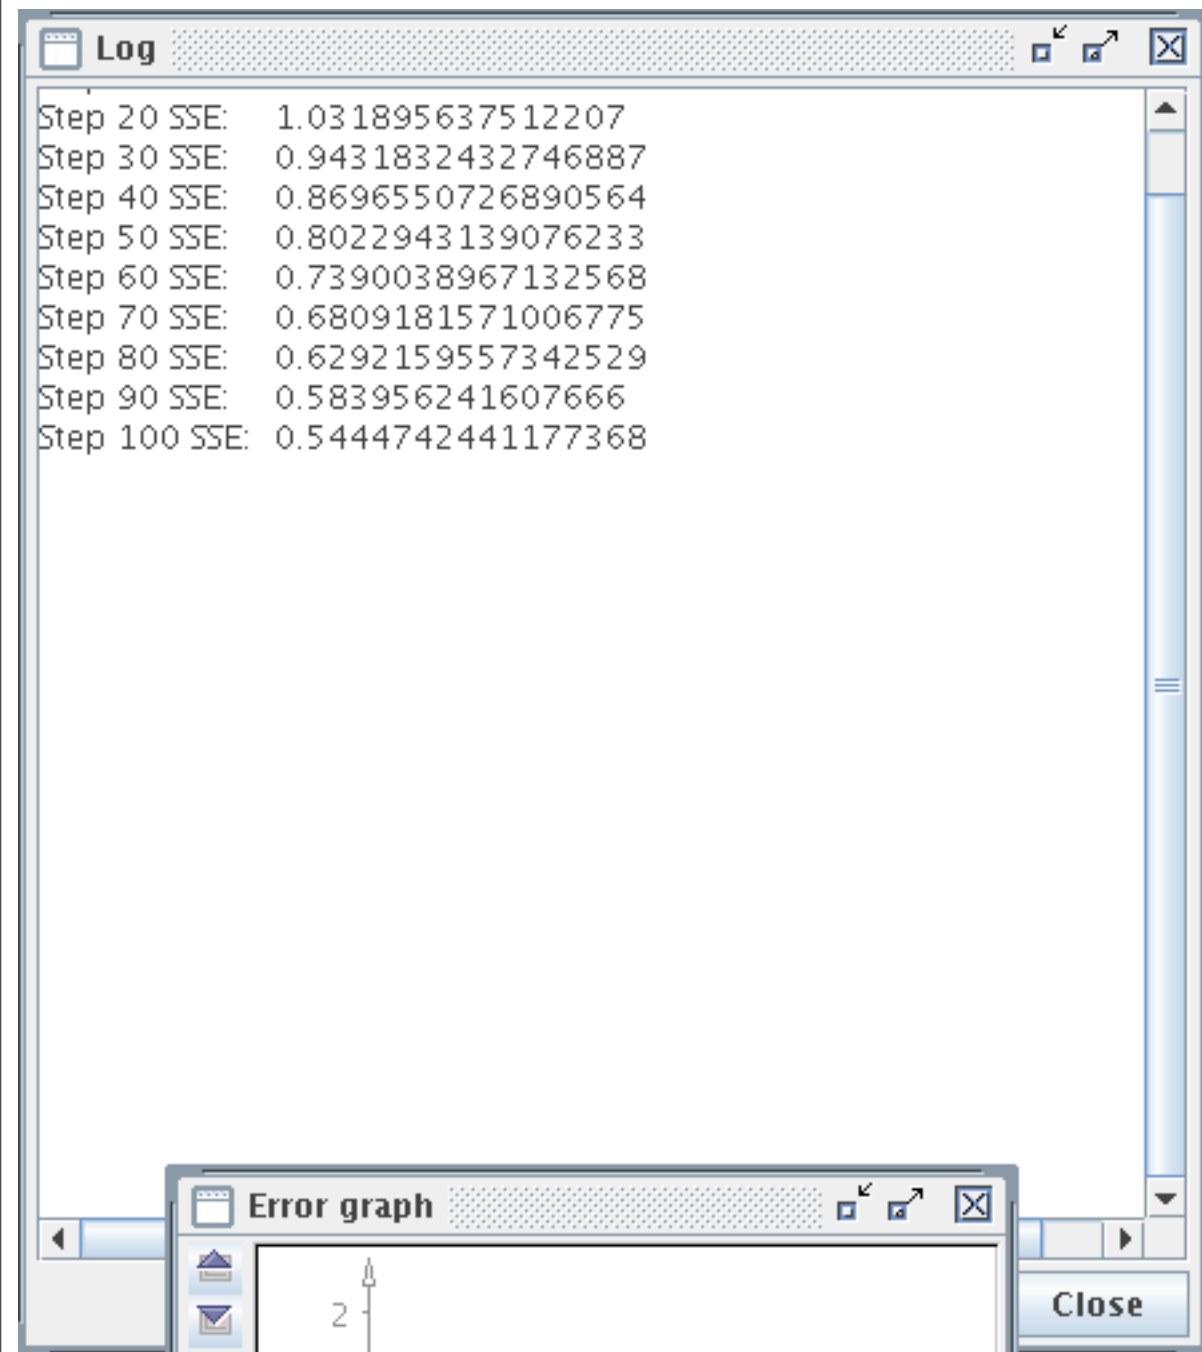 Log
Step 20 SSE: 1.031895637512207
Step 30 SSE: 0.9431832432746887
Step 40 SSE: 0.8696550726890564
Step 50 SSE: 0.8022943139076233
Step 60 SSE: 0.7390038967132568
Step 70 SSE: 0.6809181571006775
Step 80 SSE: 0.6292159557342529
Step 90 SSE: 0.583956241607666
Step 100 SSE: 0.5444742441177368
Error graph
2
Close